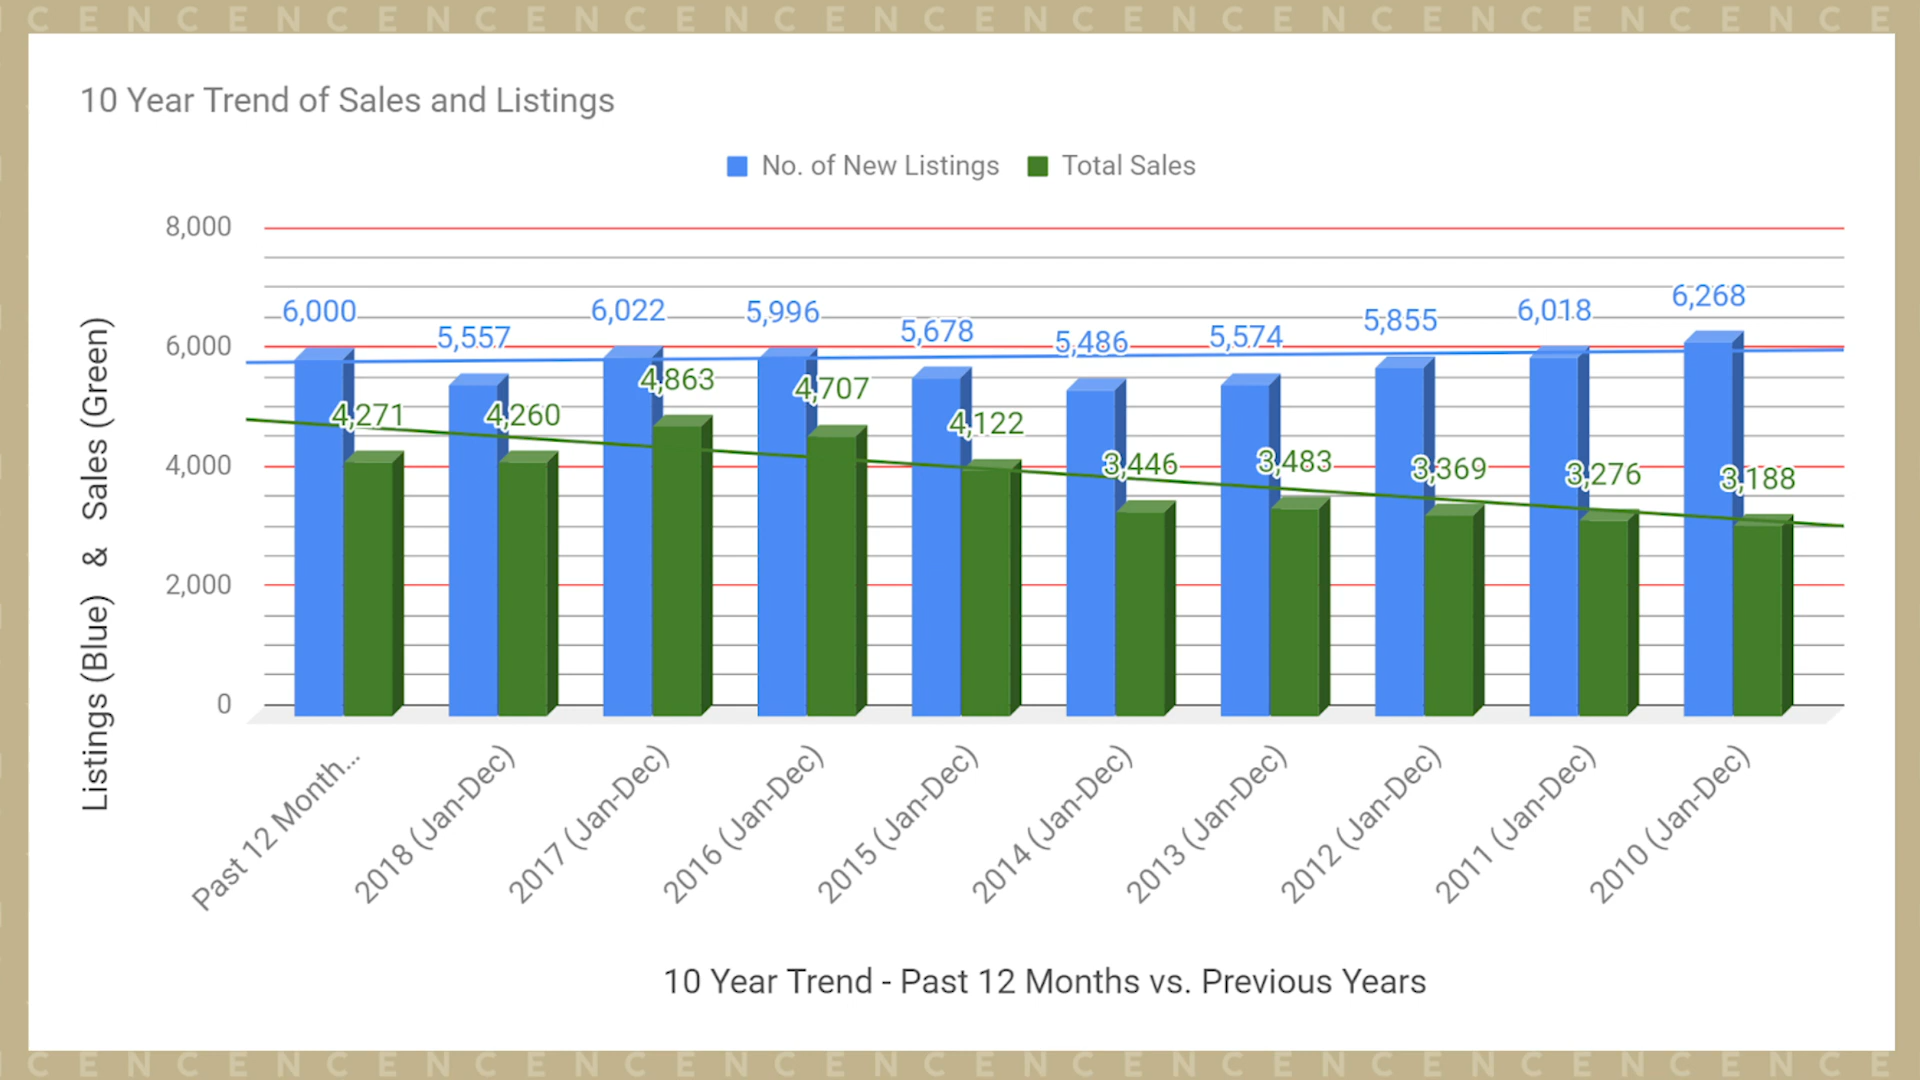 CENCENCENCENCENCENCENCENCENCENCENCENCE
10 Year Trend of Sales and Listings
No. of New Listings Total Sales
8,000
6,000
4,000
2,000
0
Listings (Blue) & Sales (Green)
6,000 5,557 6,022 5,996 5,678 5,486 5,574 5,855 6,018 6,268
4,271 4,260 4,863 4,707 4,122 3,446 3,483 3,369 3,276 3,188
Past 12 Month...
2018 (Jan-Dec)
2017 (Jan-Dec)
2016 (Jan-Dec)
2015 (Jan-Dec)
2014 (Jan-Dec)
2013 (Jan-Dec)
2012 (Jan-Dec)
2011 (Jan-Dec)
2010 (Jan-Dec)
10 Year Trend - Past 12 Months vs. Previous Years
CENCENCENCENCENCENCENCENCENCENCENCENCE